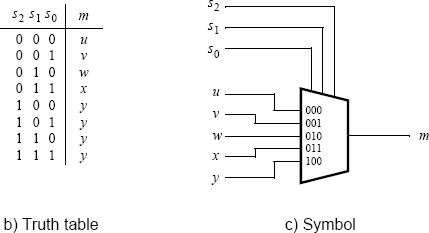 s2 s1 s0 m
0 0 0 u
0 0 1 v
0 1 0 w
0 1 1 x
1 0 0 y
1 0 1 y
1 1 0 y
1 1 1 y
b) Truth table
s2
s1
s0
u
v
w
x
y
000
001
010
011
100
m
c) Symbol